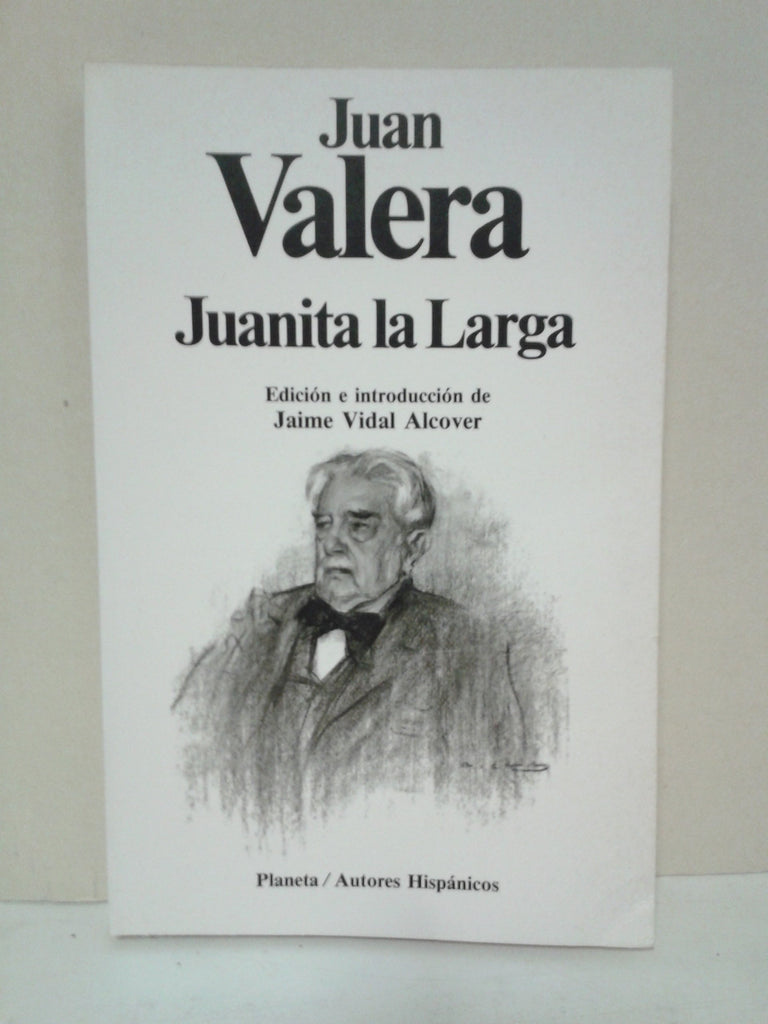 Juan
Valera
Juanita la Larga
Edición e introducción de
Jaime Vidal Alcover
Planeta / Autores Hispánicos